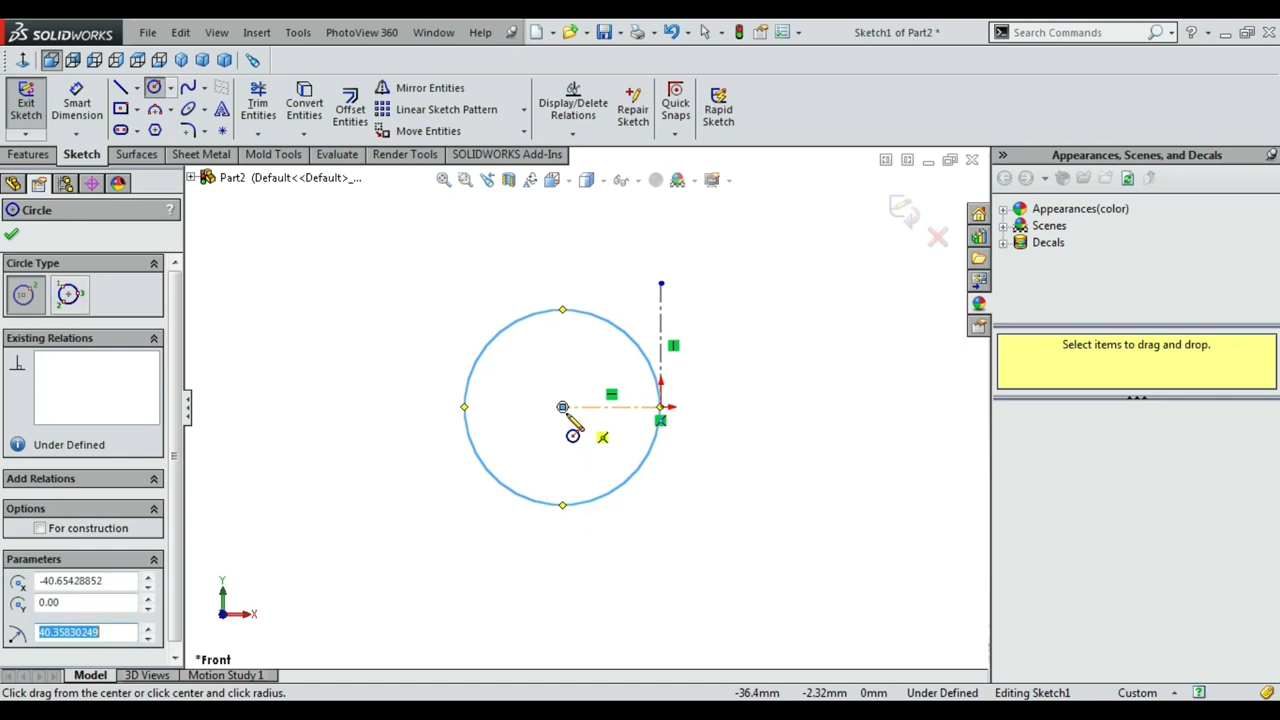 SOLIDWORKS File Edit View Insert Tools PhotoView 360 Window Help Sketch1 of Part2 * Search Commands ?
Exit Sketch
Smart Dimension
Trim Entities
Convert Entities
Offset Entities
Mirror Entities
Linear Sketch Pattern
Move Entities
Display/Delete Relations
Repair Sketch
Quick Snaps
Rapid Sketch
Features Sketch Surfaces Sheet Metal Mold Tools Evaluate Render Tools SOLIDWORKS Add-Ins
Appearances, Scenes, and Decals
Part2 (Default<<Default>_...
Circle ?
Appearances(color)
Scenes
Decals
Circle Type
Existing Relations
Select items to drag and drop.
Under Defined
Add Relations
Options
For construction
Parameters
-40.65428852
0.00
40.35830249
Y
X
*Front
Model 3D Views Motion Study 1
Click drag from the center or click center and click radius. -36.4mm -2.32mm 0mm Under Defined Editing Sketch1 Custom ?